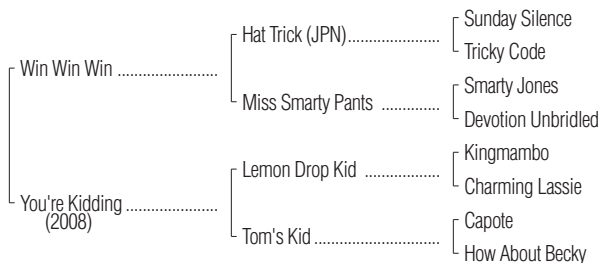 Sunday Silence
Hat Trick (JPN)
Tricky Code
Win Win Win
Smarty Jones
Miss Smarty Pants
Devotion Unbridled
Kingmambo
Lemon Drop Kid
Charming Lassie
You're Kidding
(2008)
Capote
Tom's Kid
How About Becky